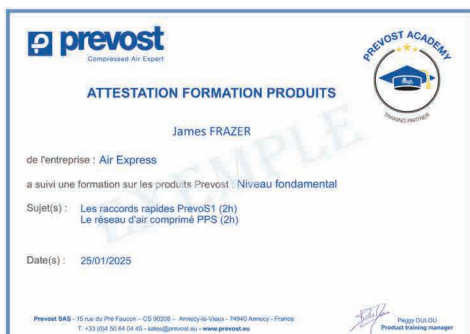 prevost
Compressed Air Expert
PREVOST ACADEMY
TRAINING PARTNER
ATTESTATION FORMATION PRODUITS
James FRAZER
de l'entreprise : Air Express
a suivi une formation sur les produits Prevost : Niveau fondamental
Sujet(s) : Les raccords rapides PrevoS1 (2h)
Le réseau d'air comprimé PPS (2h)
Date(s) : 25/01/2025
EXEMPLE
Prevost SAS - 15 rue du Pré Faucon - CS 90208 - Annecy-le-Vieux - 74940 Annecy - France
T. +33 (0)4 50 64 04 45 - sales@prevost.eu - www.prevost.eu
Peggy DULOU
Product training manager